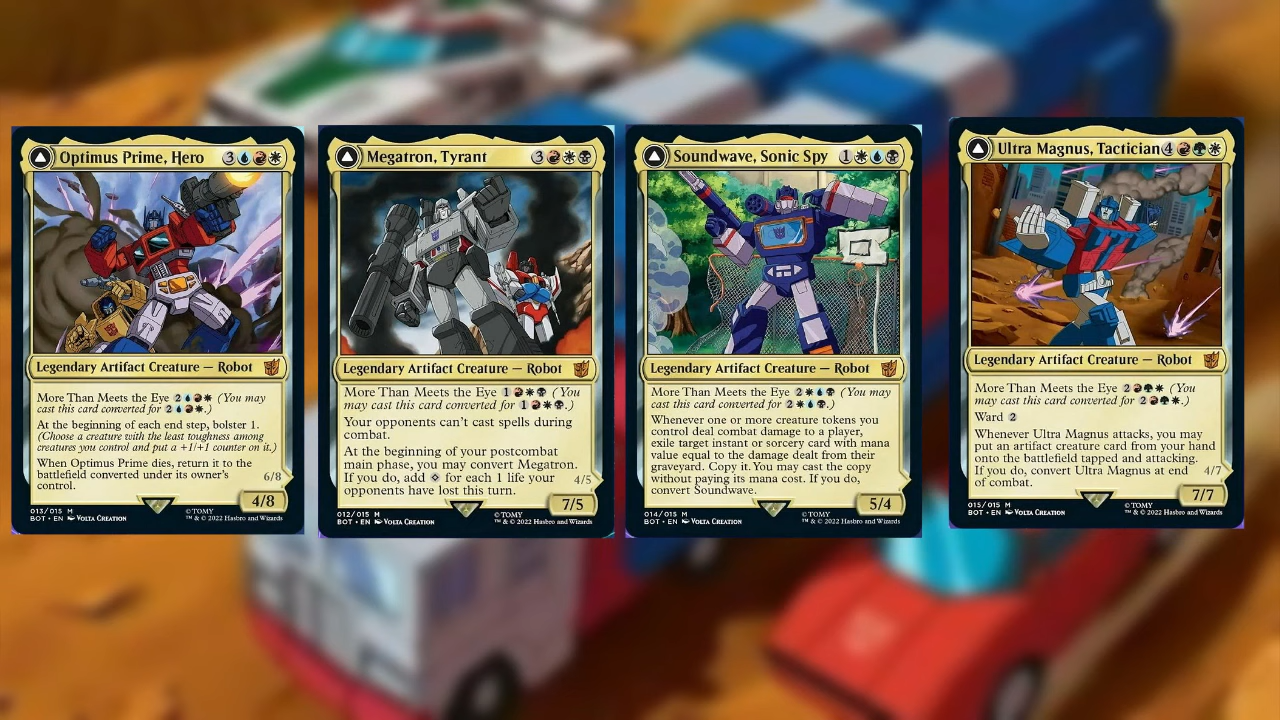 Optimus Prime, Hero 3
Legendary Artifact Creature — Robot
More Than Meets the Eye 2 (You may
cast this card converted for 2 .)
At the beginning of each end step, bolster 1.
(Choose a creature with the least toughness among
creatures you control and put a +1/+1 counter on it.)
When Optimus Prime dies, return it to the
battlefield converted under its owner's
control.
6/8
4/8
013/015 M
BOT • EN VOLTA CREATION
© TOMY
™ & © 2022 Hasbro and Wizards
Megatron, Tyrant 3
Legendary Artifact Creature — Robot
More Than Meets the Eye 1 (You
may cast this card converted for 1 .)
Your opponents can't cast spells during
combat.
At the beginning of your postcombat
main phase, you may convert Megatron.
If you do, add for each 1 life your
opponents have lost this turn.
4/5
7/5
012/015 M
BOT • EN VOLTA CREATION
© TOMY
™ & © 2022 Hasbro and Wizards
Soundwave, Sonic Spy 1
Legendary Artifact Creature — Robot
More Than Meets the Eye 2 (You may
cast this card converted for 2 .)
Whenever one or more creature tokens you
control deal combat damage to a player,
exile target instant or sorcery card with mana
value equal to the damage dealt from their
graveyard. Copy it. You may cast the copy
without paying its mana cost. If you do,
convert Soundwave.
5/4
014/015 M
BOT • EN VOLTA CREATION
© TOMY
™ & © 2022 Hasbro and Wizards
Ultra Magnus, Tactician 4
Legendary Artifact Creature — Robot
More Than Meets the Eye 2 (You
may cast this card converted for 2 .)
Ward 2
Whenever Ultra Magnus attacks, you may
put an artifact creature card from your hand
onto the battlefield tapped and attacking.
If you do, convert Ultra Magnus at end
of combat.
4/7
7/7
015/015 M
BOT • EN VOLTA CREATION
© TOMY
™ & © 2022 Hasbro and Wizards